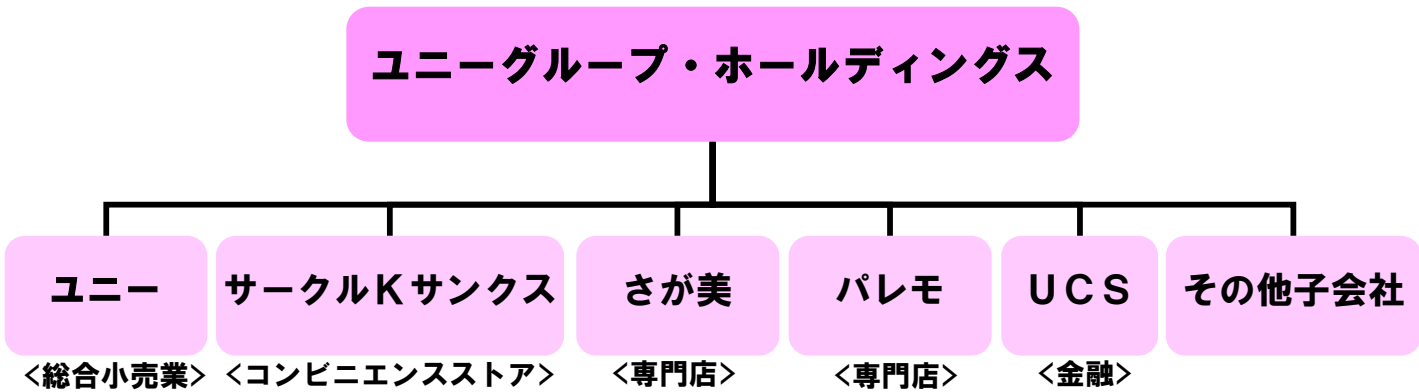 ユニーグループ・ホールディングス
ユニー
サークルKサンクス
さが美
パレモ
UCS
その他子会社
<総合小売業>
<コンビニエンスストア>
<専門店>
<専門店>
<金融>